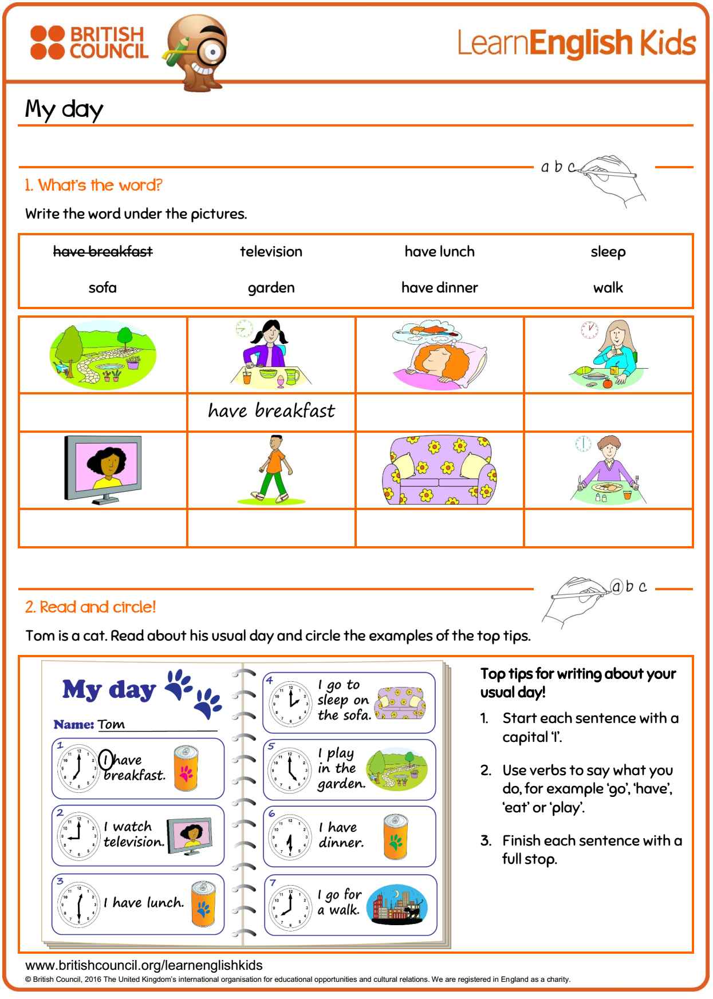 BRITISH
COUNCIL
LearnEnglish Kids
My day
a b c
1. What's the word?
Write the word under the pictures.
have breakfast television have lunch sleep
sofa garden have dinner walk
have breakfast
a b c
2. Read and circle!
Tom is a cat. Read about his usual day and circle the examples of the top tips.
My day
Name: Tom
1
I have
breakfast.
2
I watch
television.
3
I have lunch.
4
I go to
sleep on
the sofa.
5
I play
in the
garden.
6
I have
dinner.
7
I go for
a walk.
Top tips for writing about your
usual day!
1. Start each sentence with a
capital 'I'.
2. Use verbs to say what you
do, for example 'go', 'have',
'eat' or 'play'.
3. Finish each sentence with a
full stop.
www.britishcouncil.org/learnenglishkids
© British Council, 2016 The United Kingdom's international organisation for educational opportunities and cultural relations. We are registered in England as a charity.